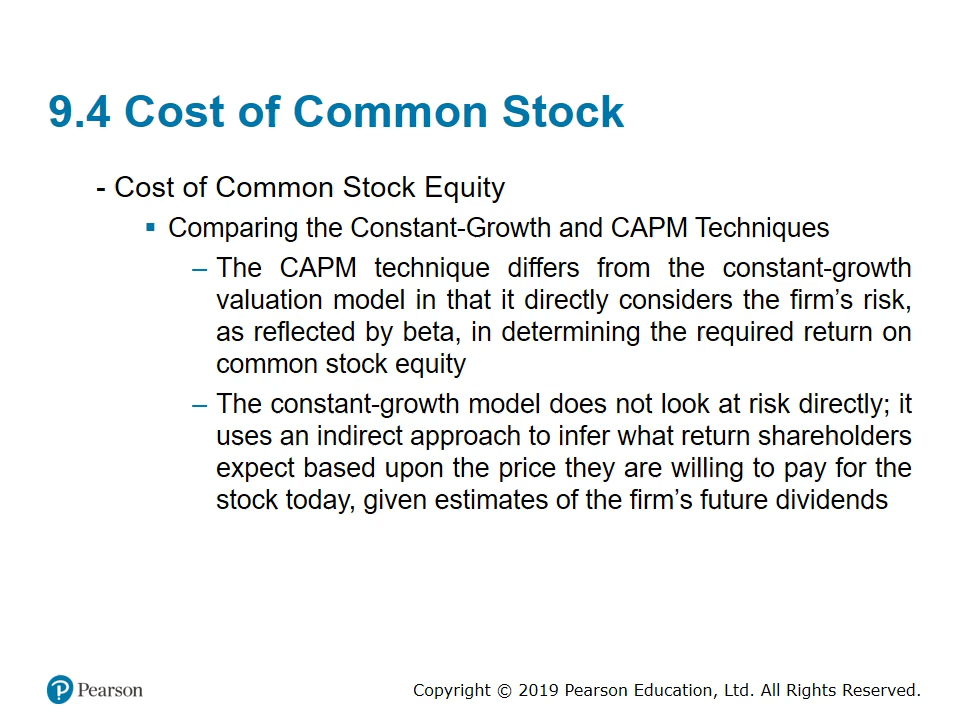 9.4 Cost of Common Stock
- Cost of Common Stock Equity
▪ Comparing the Constant-Growth and CAPM Techniques
– The CAPM technique differs from the constant-growth
valuation model in that it directly considers the firm’s risk,
as reflected by beta, in determining the required return on
common stock equity
– The constant-growth model does not look at risk directly; it
uses an indirect approach to infer what return shareholders
expect based upon the price they are willing to pay for the
stock today, given estimates of the firm’s future dividends
P Pearson
Copyright © 2019 Pearson Education, Ltd. All Rights Reserved.